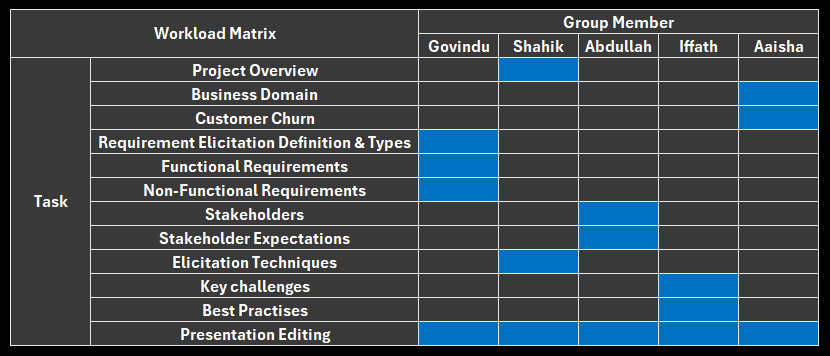 Workload Matrix
Group Member
Govindu Shahik Abdullah Iffath Aaisha
Task
Project Overview
Business Domain
Customer Churn
Requirement Elicitation Definition & Types
Functional Requirements
Non-Functional Requirements
Stakeholders
Stakeholder Expectations
Elicitation Techniques
Key challenges
Best Practises
Presentation Editing